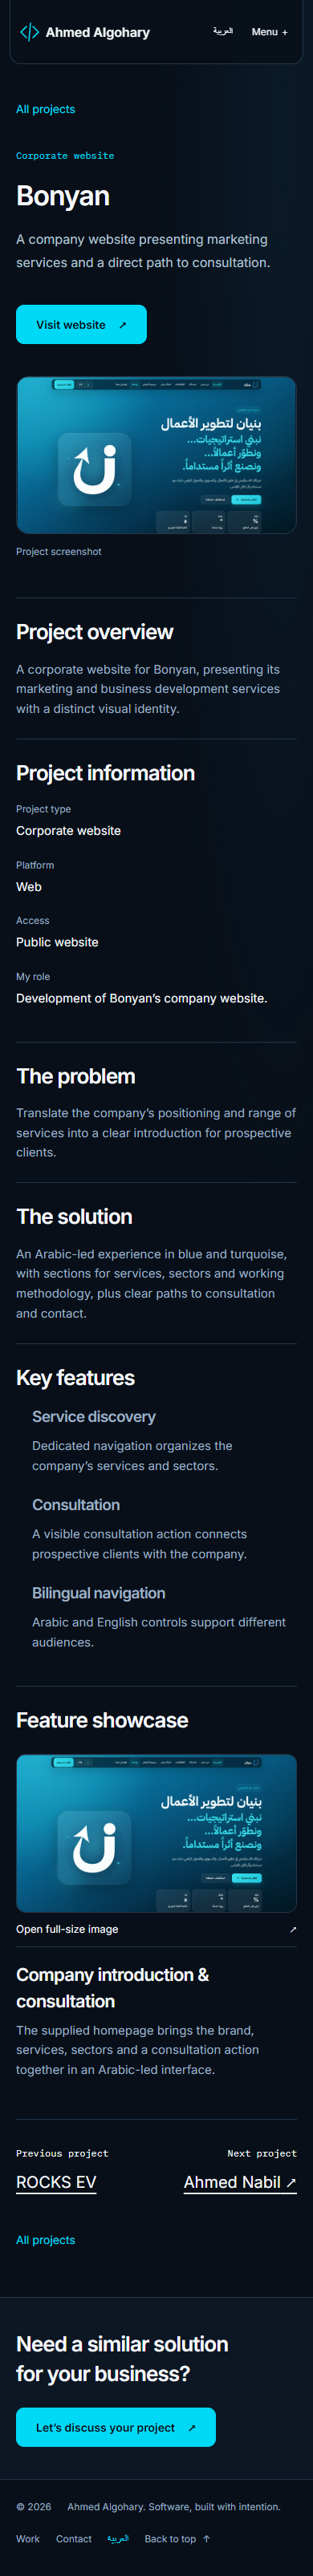 Ahmed Algohary
العربية
Menu +
All projects
Corporate website
Bonyan
A company website presenting marketing
services and a direct path to consultation.
Visit website ↗
بنيان لتطوير الأعمال
نبني استراتيجيات...
ونطوّر أعمالاً...
ونصنع أثراً مستداماً.
Project screenshot
Project overview
A corporate website for Bonyan, presenting its
marketing and business development services
with a distinct visual identity.
Project information
Project type
Corporate website
Platform
Web
Access
Public website
My role
Development of Bonyan’s company website.
The problem
Translate the company’s positioning and range of
services into a clear introduction for prospective
clients.
The solution
An Arabic-led experience in blue and turquoise,
with sections for services, sectors and working
methodology, plus clear paths to consultation
and contact.
Key features
Service discovery
Dedicated navigation organizes the
company’s services and sectors.
Consultation
A visible consultation action connects
prospective clients with the company.
Bilingual navigation
Arabic and English controls support different
audiences.
Feature showcase
بنيان لتطوير الأعمال
نبني استراتيجيات...
ونطوّر أعمالاً...
ونصنع أثراً مستداماً.
Open full-size image ↗
Company introduction &
consultation
The supplied homepage brings the brand,
services, sectors and a consultation action
together in an Arabic-led interface.
Previous project
ROCKS EV
Next project
Ahmed Nabil ↗
All projects
Need a similar solution
for your business?
Let’s discuss your project ↗
© 2026 Ahmed Algohary. Software, built with intention.
Work Contact العربية Back to top ↑